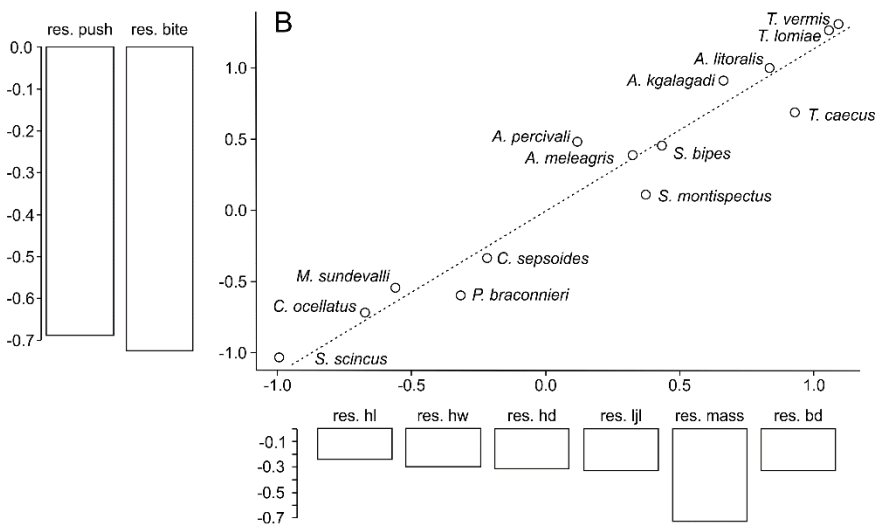 res. push res. bite
0.0
-0.1
-0.2
-0.3
-0.4
-0.5
-0.6
-0.7
B
1.0
0.5
0.0
-0.5
-1.0
T. vermis
T. lomiae
A. litoralis
A. kgalagadi
T. caecus
A. percivali
A. meleagris
S. bipes
S. montispectus
C. sepsoides
M. sundevalli
C. ocellatus
P. braconnieri
S. scincus
-1.0 -0.5 0.0 0.5 1.0
res. hl res. hw res. hd res. ljl res. mass res. bd
-0.1
-0.3
-0.5
-0.7